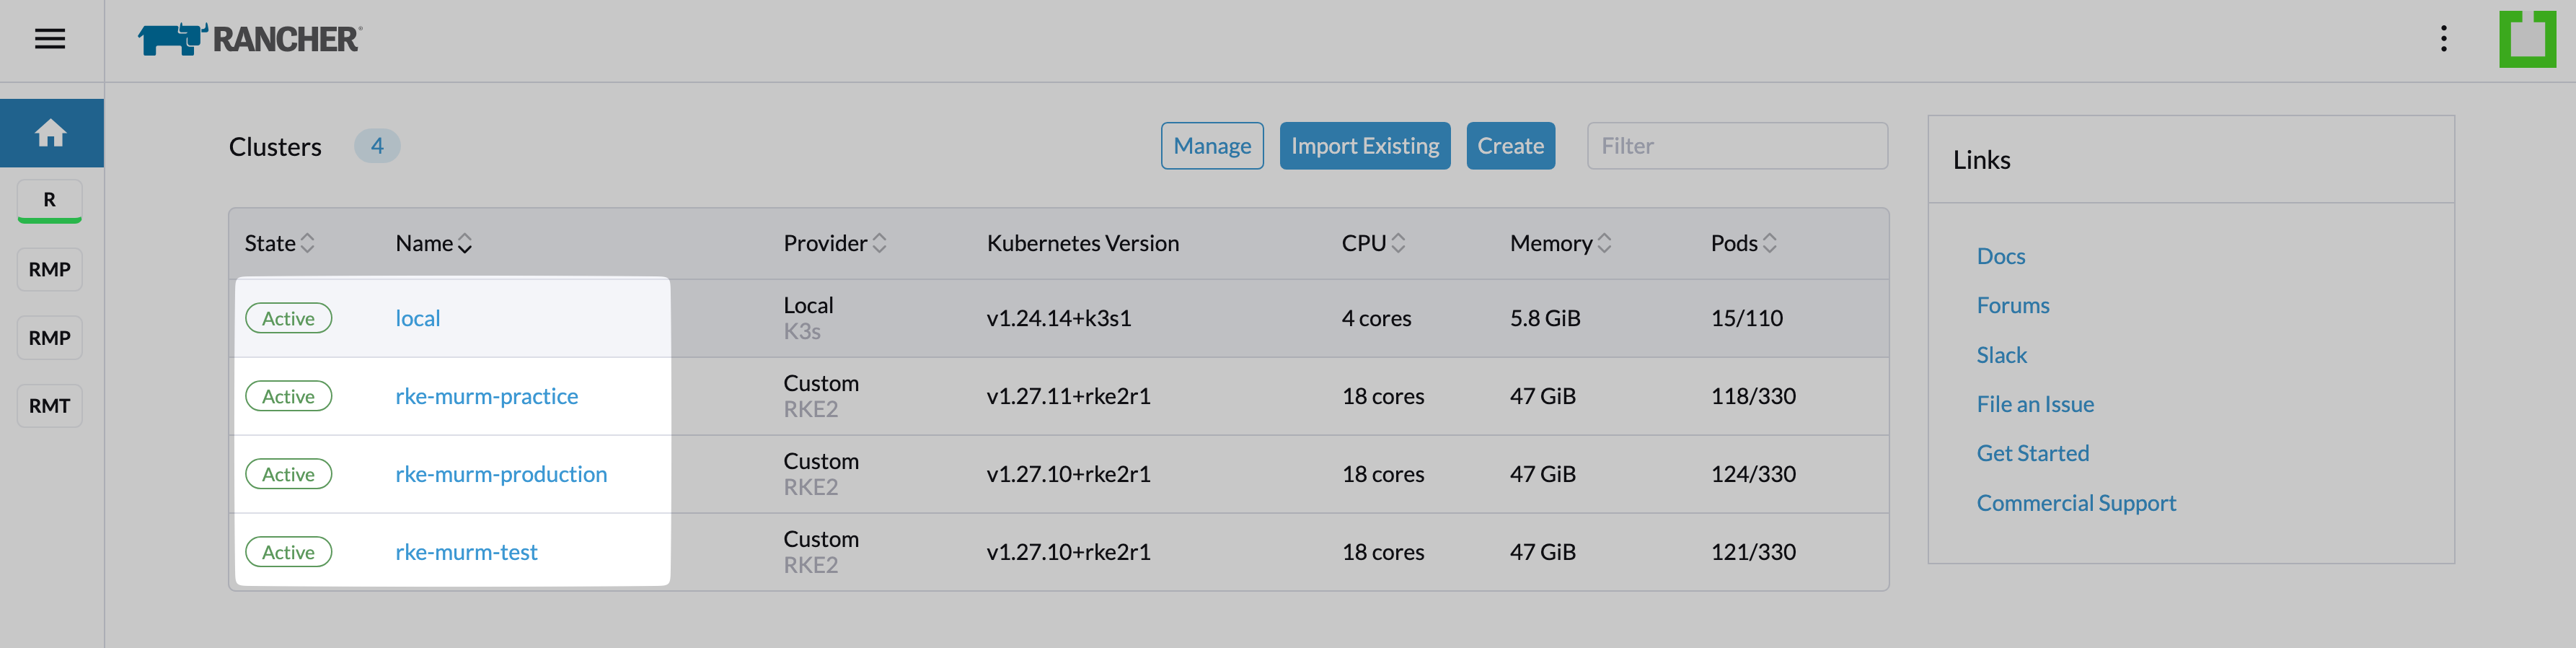 RANCHER
R
RMP
RMP
RMT
Clusters 4 Manage Import Existing Create Filter
State Name Provider Kubernetes Version CPU Memory Pods
Active local Local K3s v1.24.14+k3s1 4 cores 5.8 GiB 15/110
Active rke-murm-practice Custom RKE2 v1.27.11+rke2r1 18 cores 47 GiB 118/330
Active rke-murm-production Custom RKE2 v1.27.10+rke2r1 18 cores 47 GiB 124/330
Active rke-murm-test Custom RKE2 v1.27.10+rke2r1 18 cores 47 GiB 121/330
Links
Docs
Forums
Slack
File an Issue
Get Started
Commercial Support